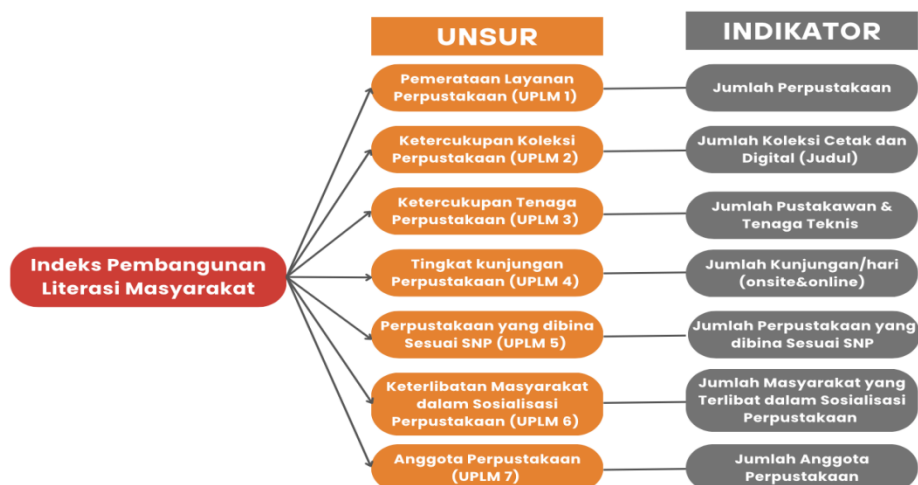 UNSUR
INDIKATOR
Pemerataan Layanan
Perpustakaan (UPLM 1)
Jumlah Perpustakaan
Ketercukupan Koleksi
Perpustakaan (UPLM 2)
Jumlah Koleksi Cetak dan
Digital (Judul)
Ketercukupan Tenaga
Perpustakaan (UPLM 3)
Jumlah Pustakawan &
Tenaga Teknis
Indeks Pembangunan
Literasi Masyarakat
Tingkat kunjungan
Perpustakaan (UPLM 4)
Jumlah Kunjungan/hari
(onsite&online)
Perpustakaan yang dibina
Sesuai SNP (UPLM 5)
Jumlah Perpustakaan yang
dibina Sesuai SNP
Keterlibatan Masyarakat
dalam Sosialisasi
Perpustakaan (UPLM 6)
Jumlah Masyarakat yang
Terlibat dalam Sosialisasi
Perpustakaan
Anggota Perpustakaan
(UPLM 7)
Jumlah Anggota
Perpustakaan